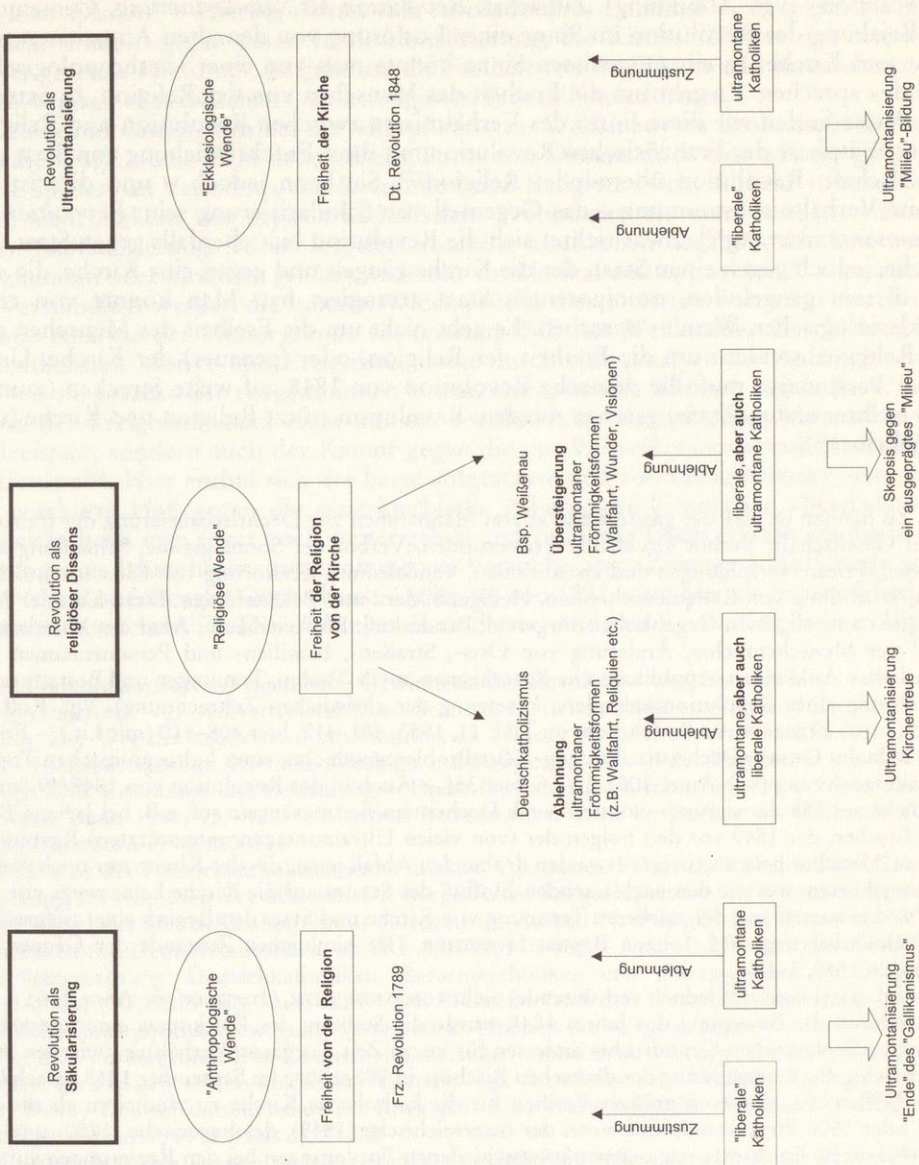 Revolution als
Säkularisierung
"Anthropologische
Wende"
Freiheit von der Religion
Fz. Revolution 1789
Zustimmung
Ablehnung
"liberale"
Katholiken
ultramontane
Katholiken
Ultramontanisierung
"End" des "Gallikanismus"
Revolution als
religiöser Dissens
"Religiöse Wende"
Freiheit der Religion
von der Kirche
Deutschkatholizismus
Ablehnung
ultramontaner
Frömmigkeitsformen
(z.B. Wallfahrt, Reliquien etc.)
Bsp. Weißenau
Übersteigerung
ultramontaner
Frömmigkeitsformen
(Wallfahrt, Wunder, Visionen)
Ablehnung
Ablehnung
ultramontane, aber auch
liberale Katholiken
liberale, aber auch
ultramontane Katholiken
Ultramontanisierung
"Kirchentreue"
Skepsis gegen
ein ausgeprägtes "Milieu"
Revolution als
Ultramontanisierung
"Ekklesiologische
Wende"
Freiheit der Kirche
Dt. Revolution 1848
Ablehnung
Zustimmung
"liberale"
Katholiken
ultramontane
Katholiken
Ultramontanisierung
"Milieu"-Bildung